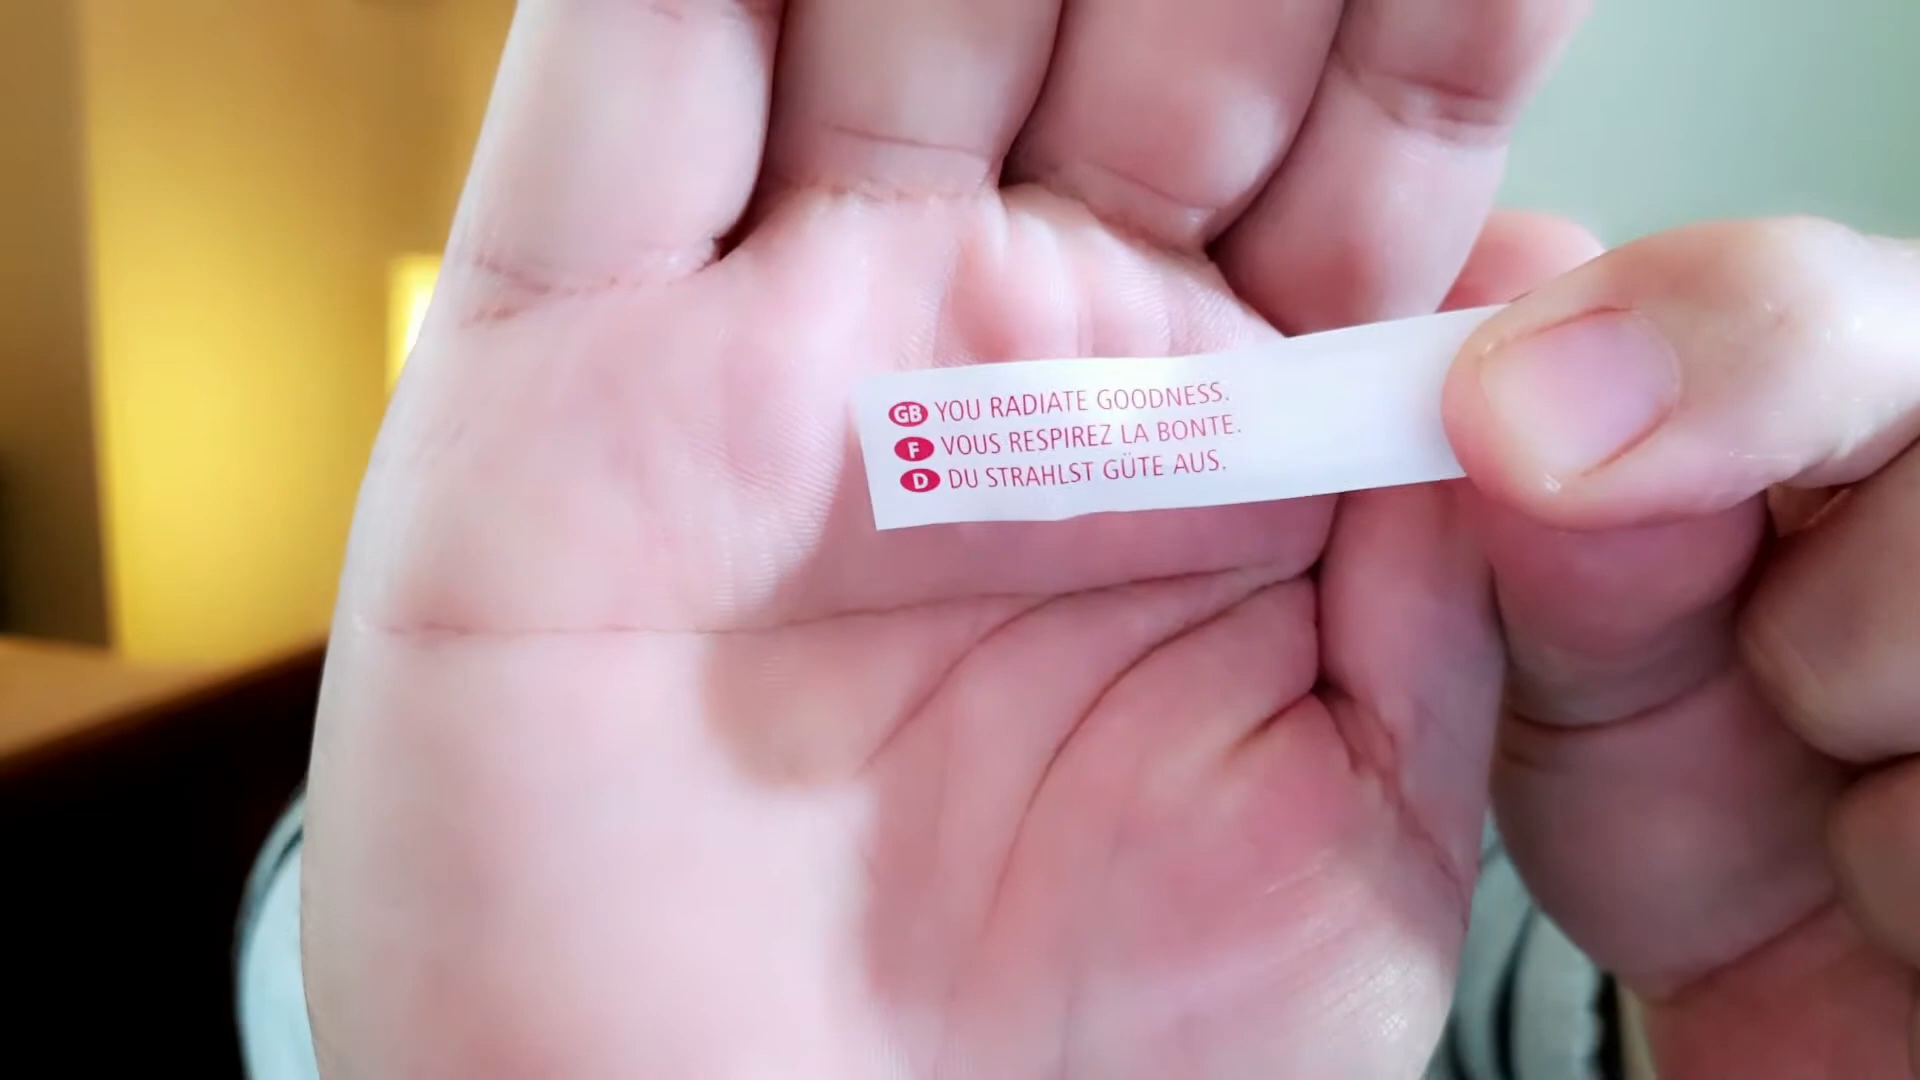 GB YOU RADIATE GOODNESS.
F VOUS RESPIREZ LA BONTE.
D DU STRAHLST GÜTE AUS.